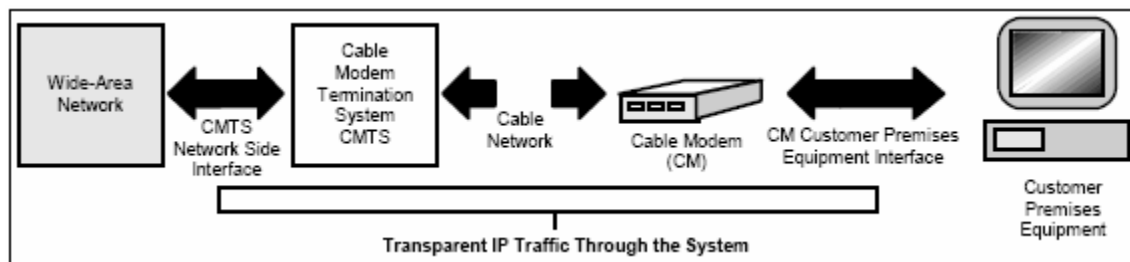 Wide-Area
Network
CMTS
Network Side
Interface
Cable
Modem
Termination
System
CMTS
Cable
Network
Cable Modem
(CM)
CM Customer Premises
Equipment Interface
Customer
Premises
Equipment
Transparent IP Traffic Through the System